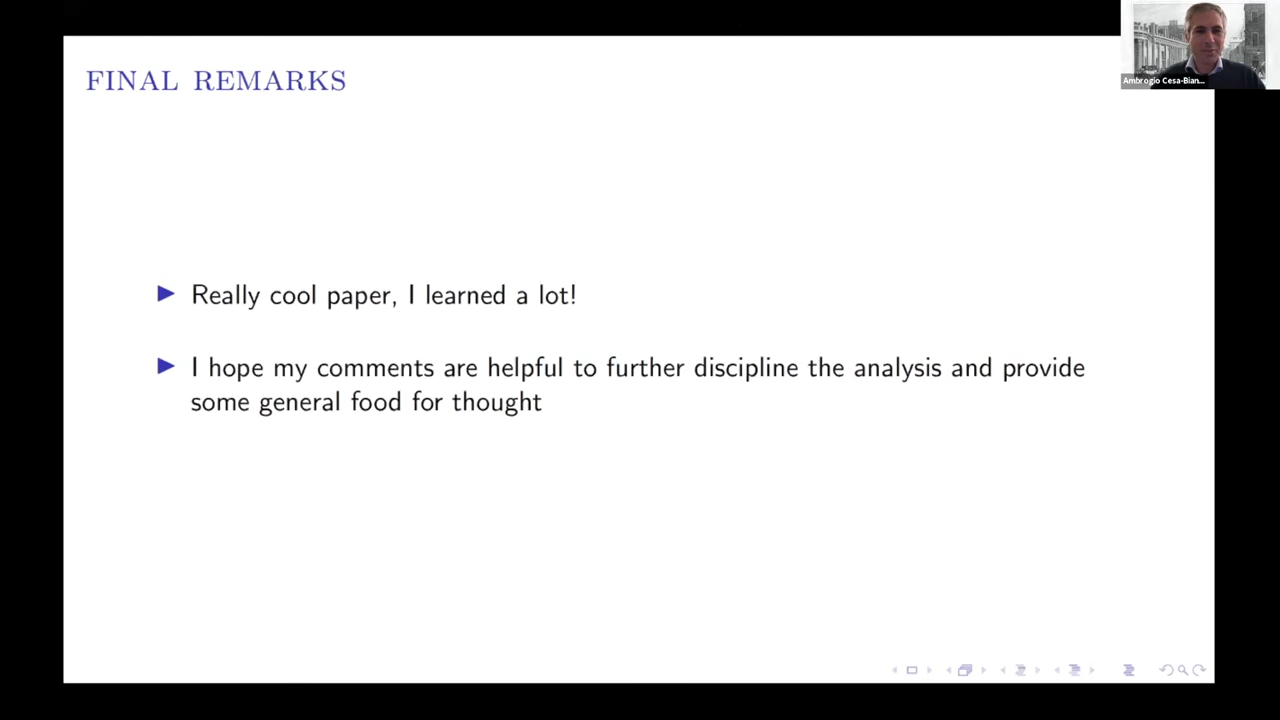 Ambrogio Cesa-Bian...
FINAL REMARKS
Really cool paper, I learned a lot!
I hope my comments are helpful to further discipline the analysis and provide
some general food for thought